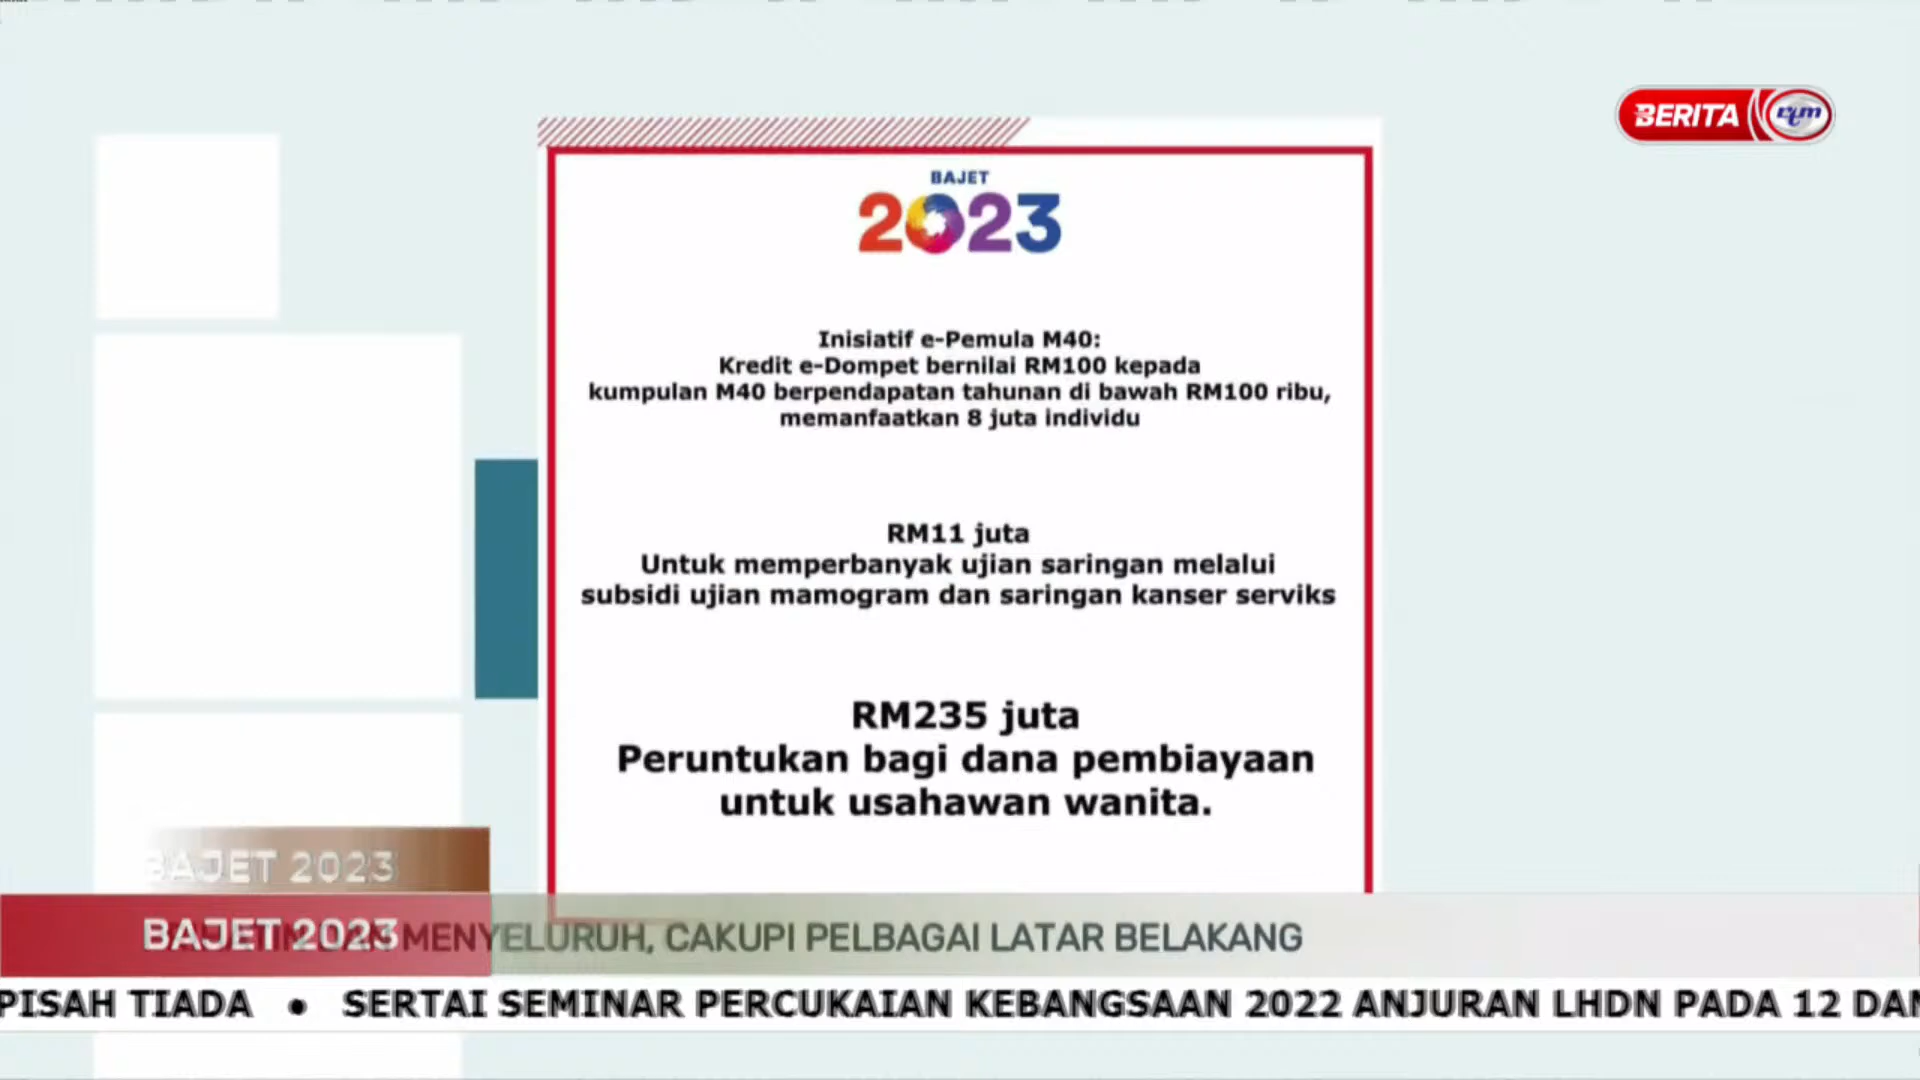 BERITA rtm
BAJET
2023
Inisiatif e-Pemula M40:
Kredit e-Dompet bernilai RM100 kepada
kumpulan M40 berpendapatan tahunan di bawah RM100 ribu,
memanfaatkan 8 juta individu
RM11 juta
Untuk memperbanyak ujian saringan melalui
subsidi ujian mamogram dan saringan kanser serviks
RM235 juta
Peruntukan bagi dana pembiayaan
untuk usahawan wanita.
BAJET 2023
BAJET 2023
MENYELURUH, CAKUPI PELBAGAI LATAR BELAKANG
PISAH TIADA • SERTAI SEMINAR PERCUKAIAN KEBANGSAAN 2022 ANJURAN LHDN PADA 12 DAN